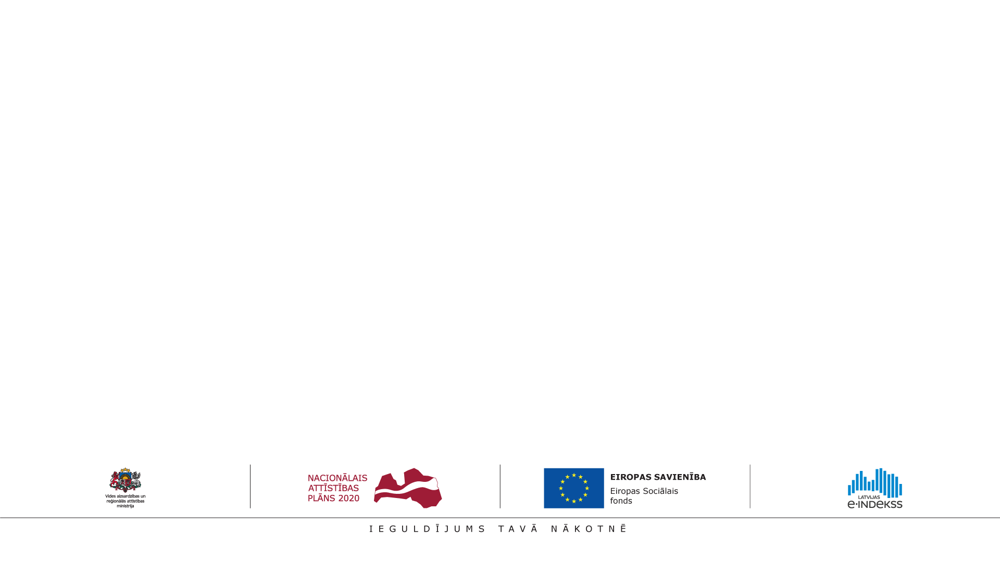 Vides aizsardzības un
reģionālās attīstības
ministrija
NACIONĀLAIS
ATTĪSTĪBAS
PLĀNS 2020
EIROPAS SAVIENĪBA
Eiropas Sociālais
fonds
LATVIJAS
e-INDEKSS
IEGULDĪJUMS TAVĀ NĀKOTNĒ